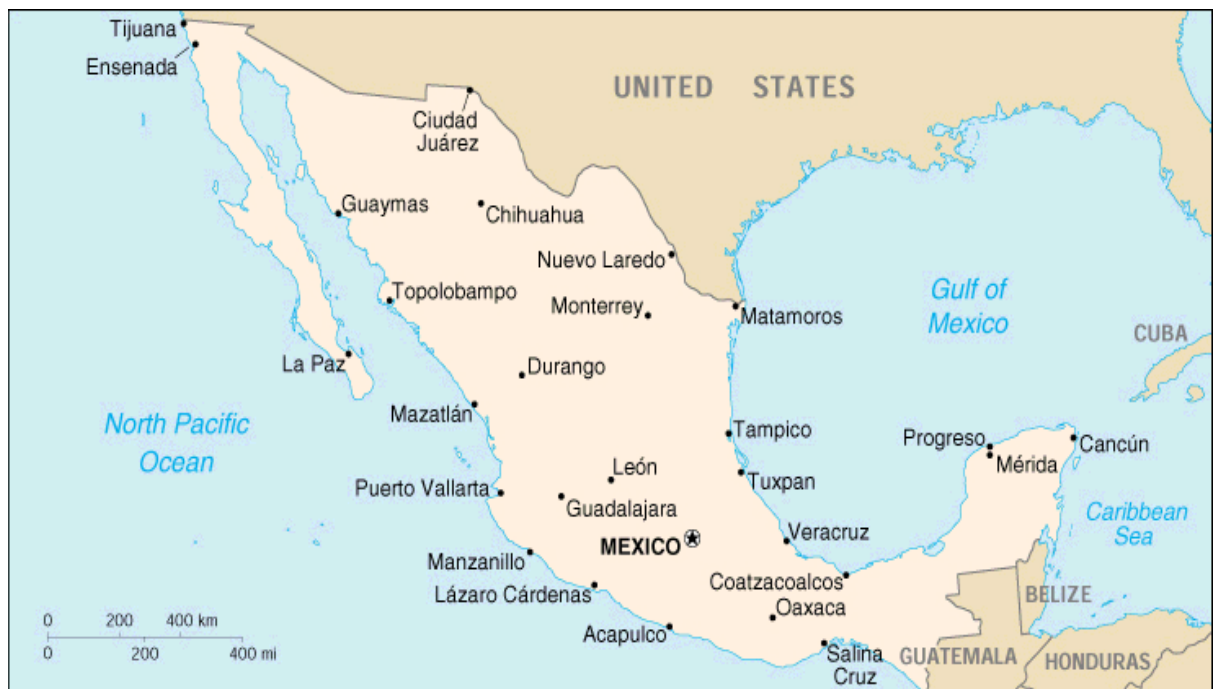 Tijuana
Ensenada
UNITED STATES
Ciudad
Juárez
Guaymas
Chihuahua
Nuevo Laredo
Topolobampo
Monterrey
Matamoros
Gulf of
Mexico
CUBA
La Paz
Durango
Mazatlán
North Pacific
Ocean
Tampico
Progreso
Cancún
Mérida
León
Tuxpan
Puerto Vallarta
Guadalajara
Caribbean
Sea
Veracruz
MEXICO
Manzanillo
Coatzacoalcos
BELIZE
Lázaro Cárdenas
Oaxaca
0 200 400 km
0 200 400 mi
Acapulco
Salina
Cruz
GUATEMALA
HONDURAS